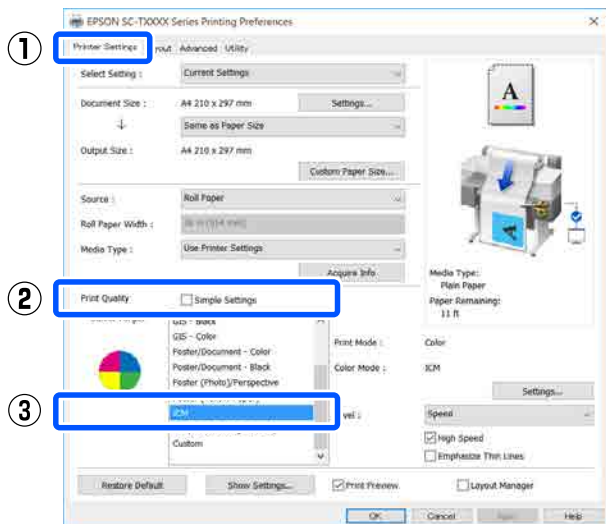 EPSON SC-TXXXX Series Printing Preferences
①
Printer Settings
yout
Advanced
Utility
Select Setting :
Current Settings
Document Size :
A4 210 x 297 mm
Settings...
Same as Paper Size
Output Size :
A4 210 x 297 mm
Custom Paper Size...
Source :
Roll Paper
Roll Paper Width :
Media Type :
Use Printer Settings
Acquire Info
A
Media Type:
Plain Paper
Paper Remaining:
11 ft
②
Print Quality
Simple Settings
GIS - Black
GIS - Color
Poster/Document - Color
Poster/Document - Black
Poster (Photo)/Perspective
③
ICM
Custom
Print Mode :
Color
Color Mode :
ICM
Settings...
vel :
Speed
High Speed
Emphasize Thin Lines
Restore Default
Show Settings...
Print Preview
Layout Manager
OK
Cancel
Help